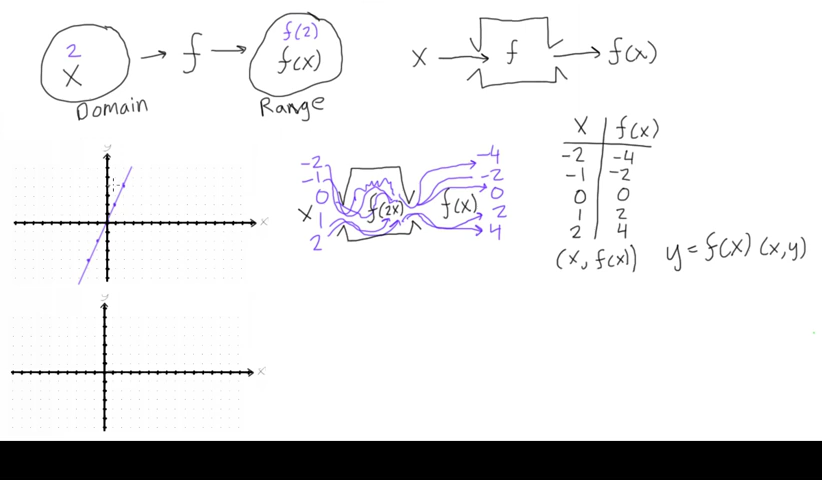 2
x → f → f(2)
f(x)
Domain
Range
x → f → f(x)
x f(x)
-2 -4
-1 -2
0 0
1 2
2 4
(x, f(x)) y = f(x) (x,y)
y
x
-2
-1
0
x
1
2
f(2x)
f(x)
-4
-2
0
2
4
y
x